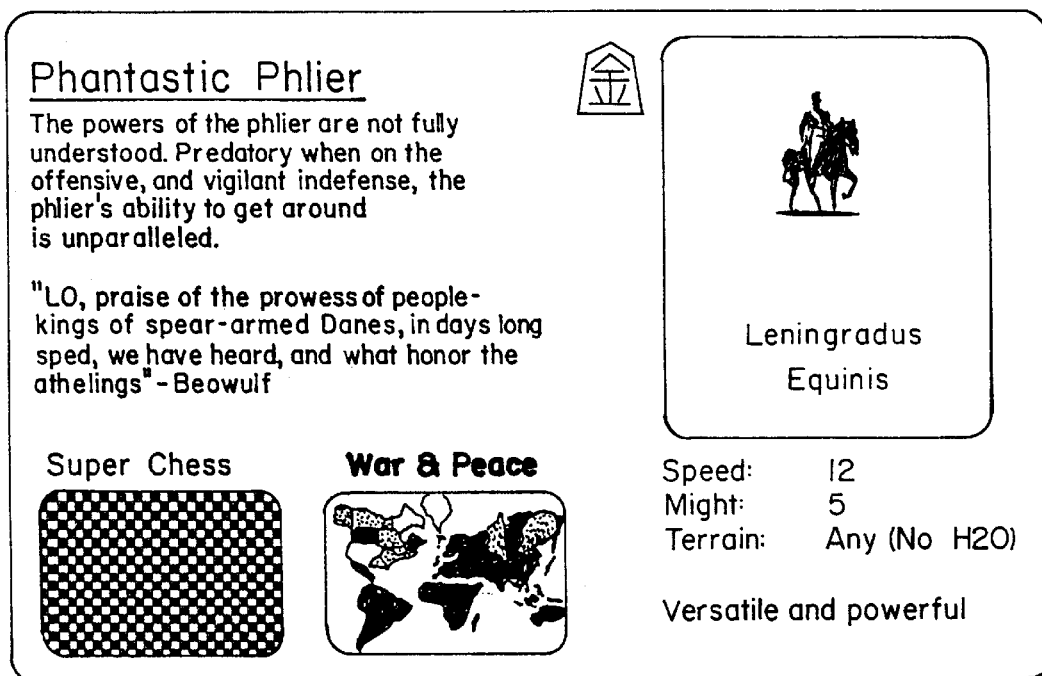 Phantastic Phlier
金
The powers of the phlier are not fully
understood. Predatory when on the
offensive, and vigilant indefense, the
phlier's ability to get around
is unparalleled.
"LO, praise of the prowess of people-
kings of spear-armed Danes, in days long
sped, we have heard, and what honor the
athelings" - Beowulf
Leningradus
Equinis
Super Chess
War & Peace
Speed: 12
Might: 5
Terrain: Any (No H2O)
Versatile and powerful